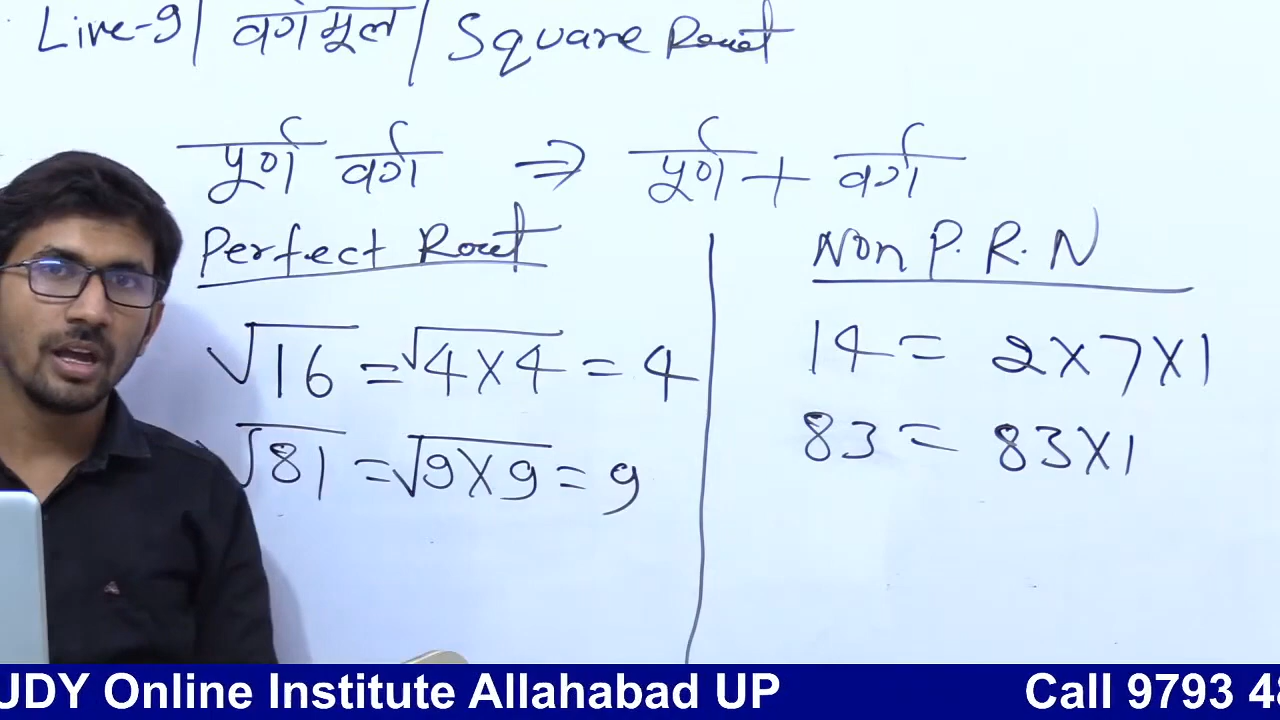 Live-9 | वर्गमूल | Square Root
पूर्ण वर्ग ⇒ पूर्ण + वर्ग
Perfect Root
Non P. R. N
√16 = √4×4 = 4
14 = 2×7×1
√81 = √9×9 = 9
83 = 83×1
UDY Online Institute Allahabad UP Call 9793 48